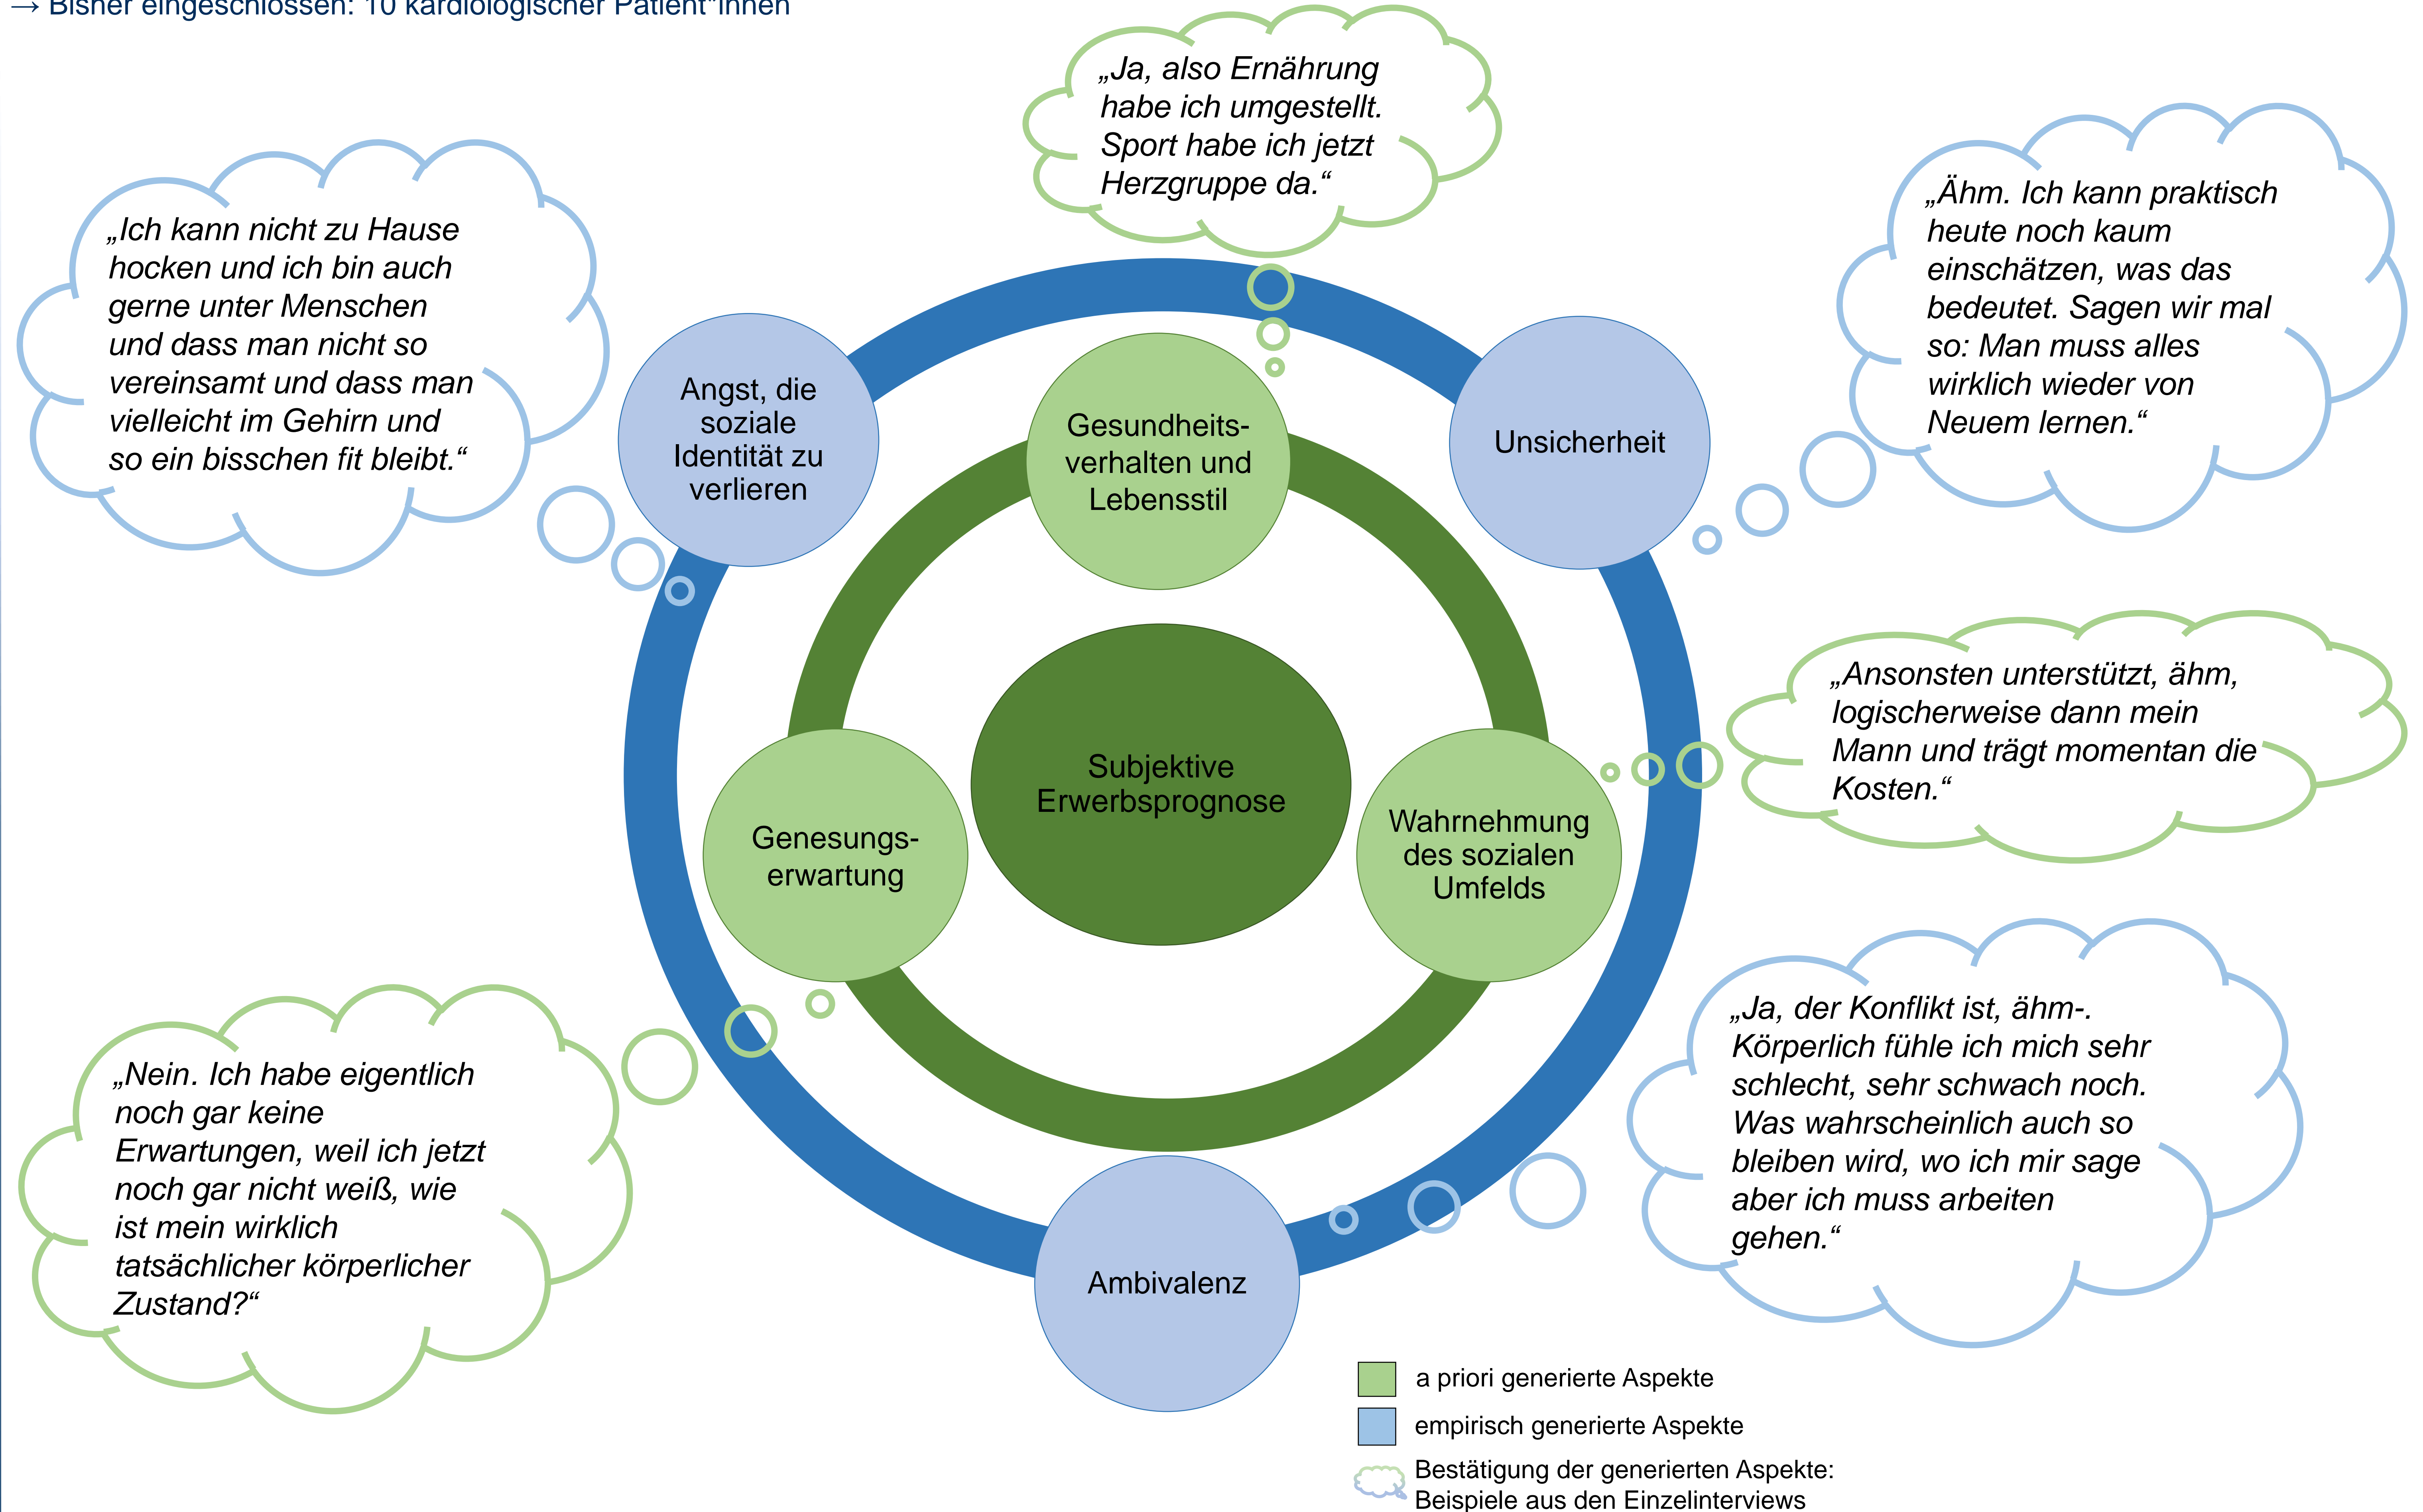 → Bisher eingeschlossen: 10 kardiologischer Patient*innen
„Ja, also Ernährung
habe ich umgestellt.
Sport habe ich jetzt
Herzgruppe da.“
„Ich kann nicht zu Hause
hocken und ich bin auch
gerne unter Menschen
und dass man nicht so
vereinsamt und dass man
vielleicht im Gehirn und
so ein bisschen fit bleibt.“
„Ähm. Ich kann praktisch
heute noch kaum
einschätzen, was das
bedeutet. Sagen wir mal
so: Man muss alles
wirklich wieder von
Neuem lernen.“
Angst, die
soziale
Identität zu
verlieren
Gesundheits-
verhalten und
Lebensstil
Unsicherheit
„Ansonsten unterstützt, ähm,
logischerweise dann mein
Mann und trägt momentan die
Kosten.“
Subjektive
Erwerbsprognose
Genesungs-
erwartung
Wahrnehmung
des sozialen
Umfelds
„Nein. Ich habe eigentlich
noch gar keine
Erwartungen, weil ich jetzt
noch gar nicht weiß, wie
ist mein wirklich
tatsächlicher körperlicher
Zustand?“
„Ja, der Konflikt ist, ähm-.
Körperlich fühle ich mich sehr
schlecht, sehr schwach noch.
Was wahrscheinlich auch so
bleiben wird, wo ich mir sage
aber ich muss arbeiten
gehen.“
Ambivalenz
a priori generierte Aspekte
empirisch generierte Aspekte
Bestätigung der generierten Aspekte:
Beispiele aus den Einzelinterviews